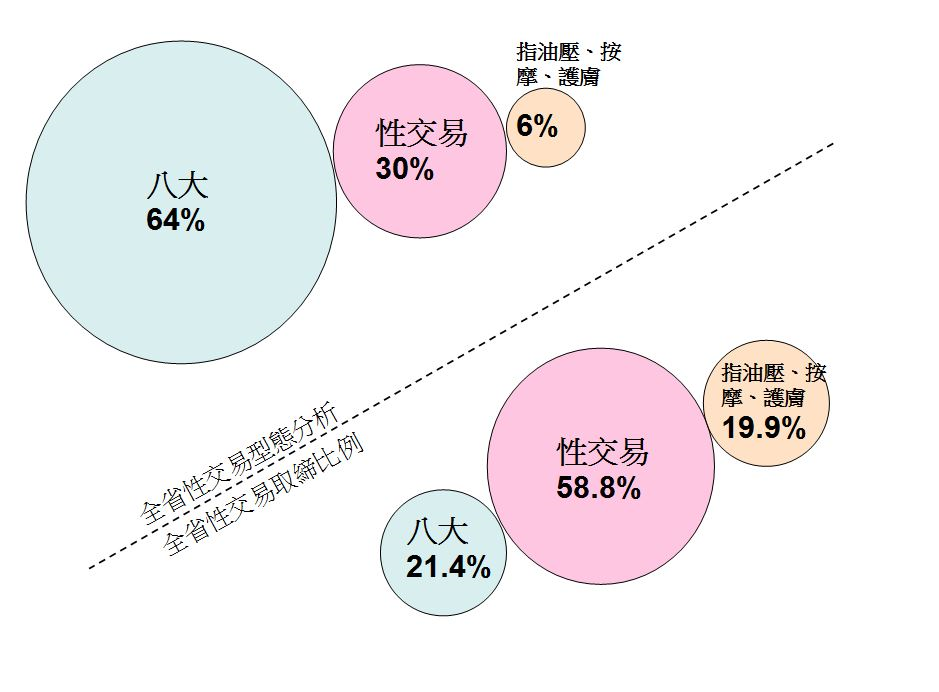 指油壓、按
摩、護膚
6%
性交易
30%
八大
64%
全省性交易型態分析
全省性交易取締比例
指油壓、按
摩、護膚
19.9%
性交易
58.8%
八大
21.4%